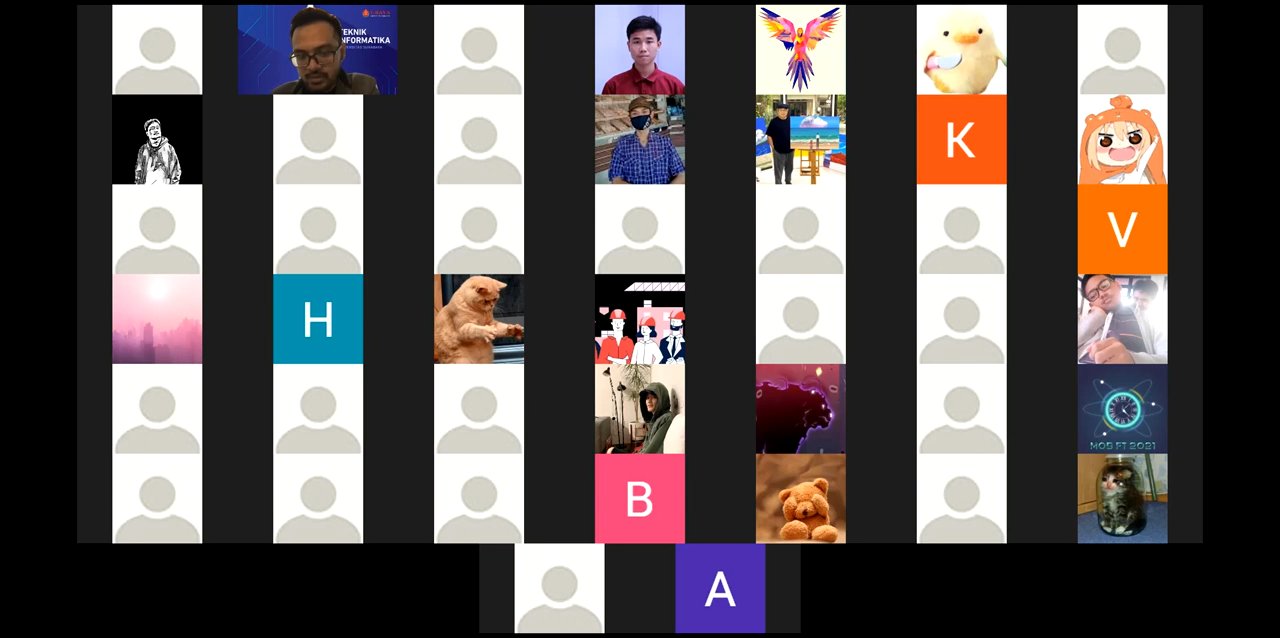 TEKNIK
INFORMATIKA
K
V
H
MOB FT 2021
B
A